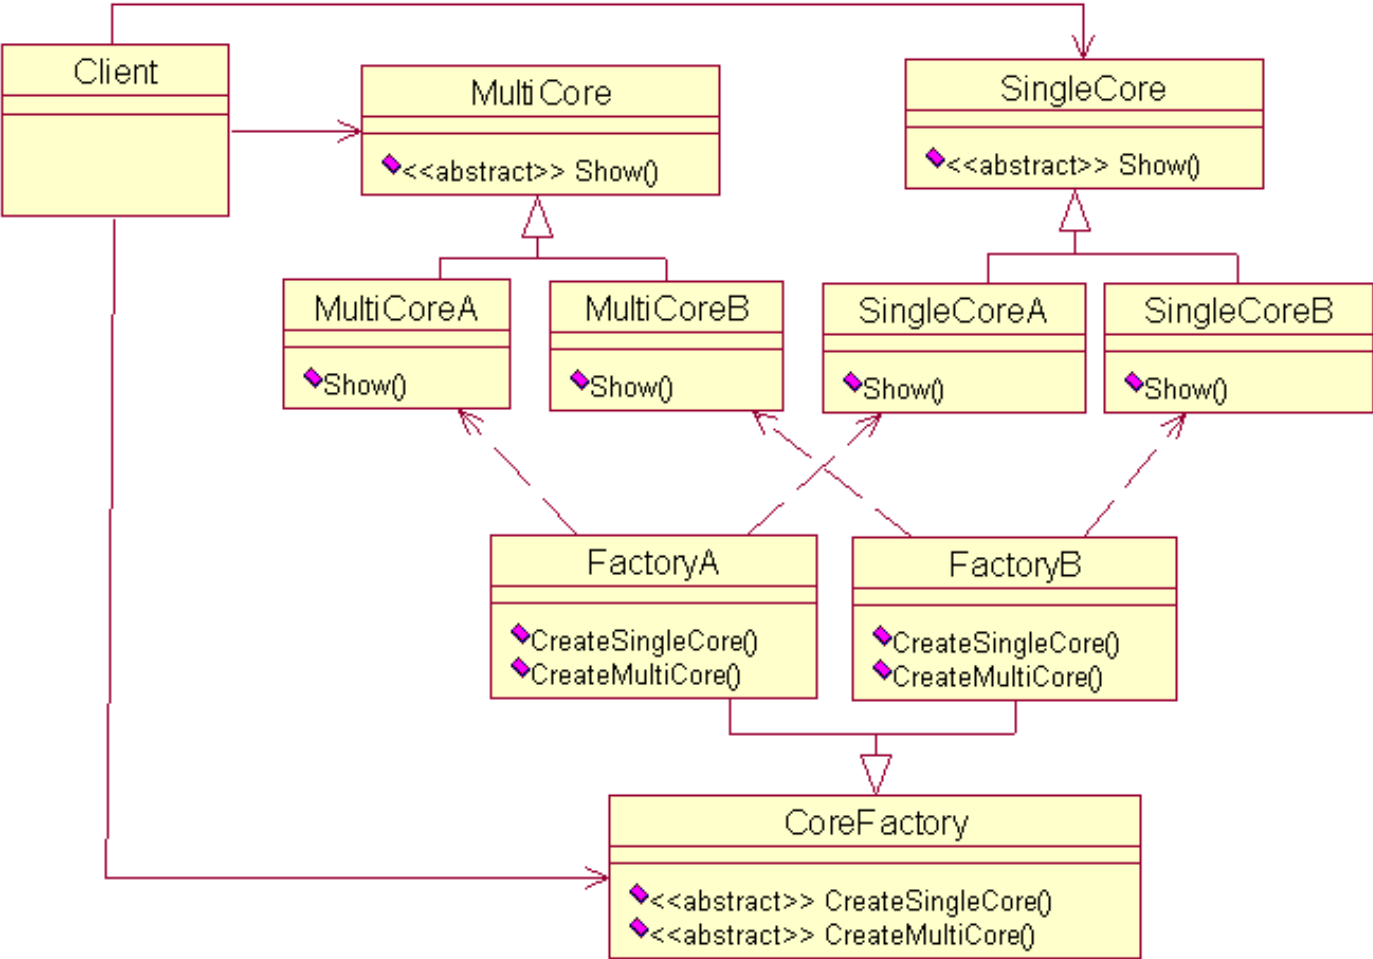 Client
MultiCore
<<abstract>> Show()
SingleCore
<<abstract>> Show()
MultiCoreA
Show()
MultiCoreB
Show()
SingleCoreA
Show()
SingleCoreB
Show()
FactoryA
CreateSingleCore()
CreateMultiCore()
FactoryB
CreateSingleCore()
CreateMultiCore()
CoreFactory
<<abstract>> CreateSingleCore()
<<abstract>> CreateMultiCore()